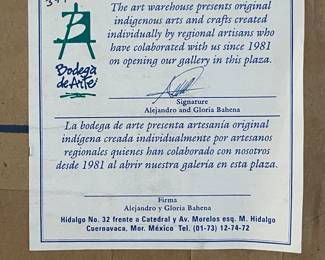 Bodega
de Arte
The art warehouse presents original
indigenous arts and crafts created
individually by regional artisans who
have colaborated with us since 1981
on opening our gallery in this plaza.
Signature
Alejandro and Gloria Bahena
La bodega de arte presenta artesanía original
indígena creada individualmente por artesanos
regionales quienes han colaborado con nosotros
desde 1981 al abrir nuestra galería en esta plaza.
Firma
Alejandro y Gloria Bahena
Hidalgo No. 32 frente a Catedral y Av. Morelos esq. M. Hidalgo
Cuernavaca, Mor. México Tel. (01-73) 12-74-72